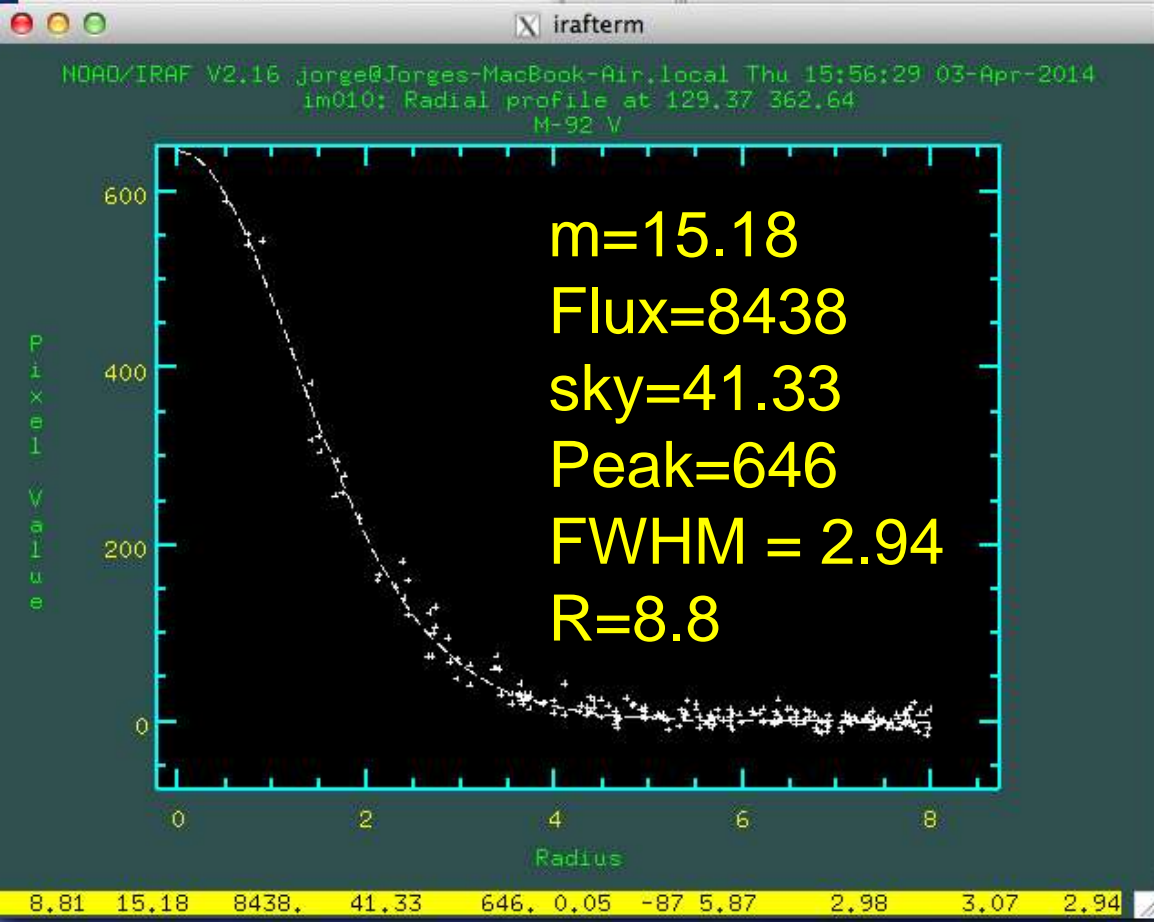 irafterm
NOAO/IRAF V2.16 jorge@Jorges-MacBook-Air.local Thu 15:56:29 03-Apr-2014
im010: Radial profile at 129.37 362.64
M-92 V
600
400
200
0
Pixel Value
m=15.18
Flux=8438
sky=41.33
Peak=646
FWHM = 2.94
R=8.8
0 2 4 6 8
Radius
8.81 15.18 8438. 41.33 646. 0.05 -87 5.87 2.98 3.07 2.94